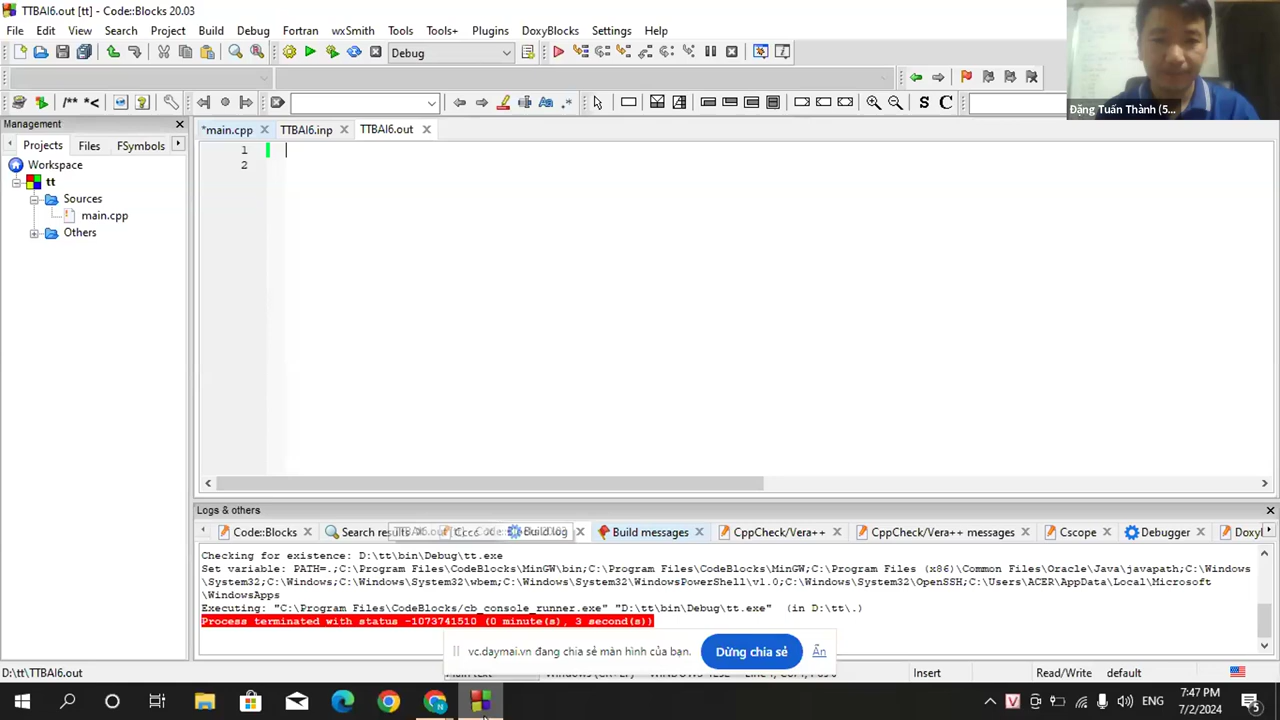 TTBAI6.out [tt] - Code::Blocks 20.03
File Edit View Search Project Build Debug Fortran wxSmith Tools Tools+ Plugins DoxyBlocks Settings Help
Debug
/** *<
S C
Đặng Tuấn Thành (5...
Management
Projects Files FSymbols
*main.cpp TTBAI6.inp TTBAI6.out
Workspace
tt
Sources
main.cpp
Others
1
2
Logs & others
Code::Blocks Search results Cccc Build log Build messages CppCheck/Vera++ CppCheck/Vera++ messages Cscope Debugger Doxyl
Checking for existence: D:\tt\bin\Debug\tt.exe
Set variable: PATH=.;C:\Program Files\CodeBlocks\MinGW\bin;C:\Program Files\CodeBlocks\MinGW;C:\Program Files (x86)\Common Files\Oracle\Java\javapath;C:\Windows
\System32;C:\Windows;C:\Windows\System32\wbem;C:\Windows\System32\WindowsPowerShell\v1.0;C:\Windows\System32\OpenSSH;C:\Users\ACER\AppData\Local\Microsoft
\WindowsApps
Executing: "C:\Program Files\CodeBlocks/cb_console_runner.exe" "D:\tt\bin\Debug\tt.exe" (in D:\tt\.)
Process terminated with status -1073741510 (0 minute(s), 3 second(s))
vc.daymai.vn đang chia sẻ màn hình của bạn. Dừng chia sẻ Ẩn
D:\tt\TTBAI6.out Insert Read/Write default
ENG
7:47 PM
7/2/2024
5